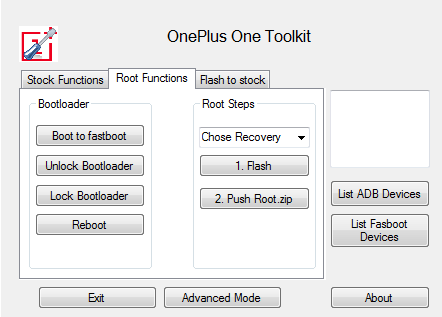 OnePlus One Toolkit
Stock Functions
Root Functions
Flash to stock
Bootloader
Boot to fastboot
Unlock Bootloader
Lock Bootloader
Reboot
Root Steps
Chose Recovery
1. Flash
2. Push Root.zip
List ADB Devices
List Fasboot
Devices
Exit
Advanced Mode
About